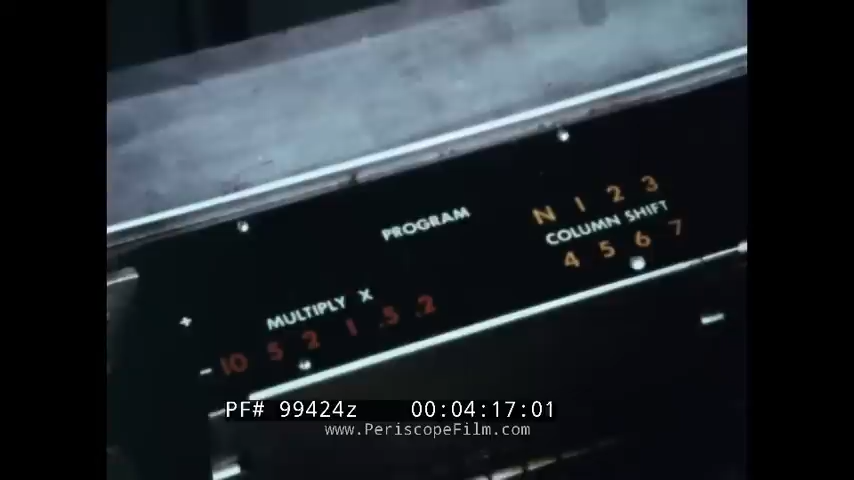 PROGRAM
N 1 2 3
COLUMN SHIFT
4 5 6 7
+
MULTIPLY X
- 10 5 2 1 .5 .2
-
PF# 99424z 00:04:17:01
www.PeriscopeFilm.com